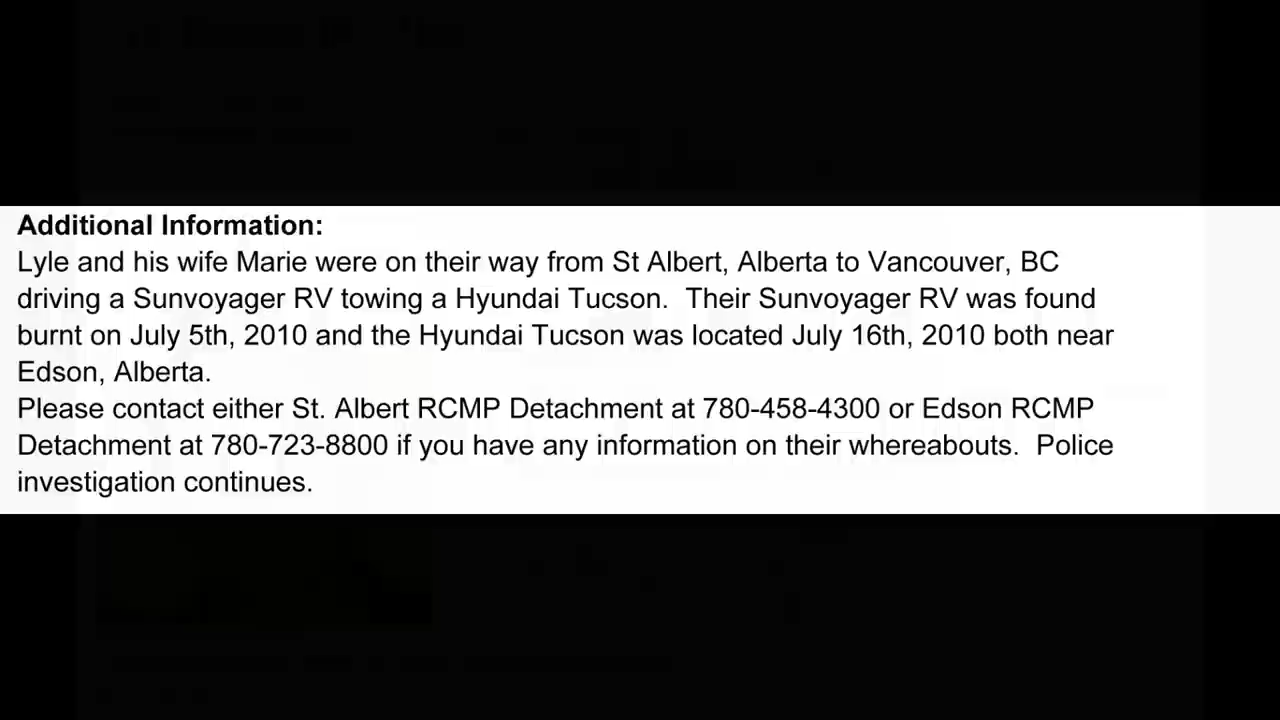 Additional Information:
Lyle and his wife Marie were on their way from St Albert, Alberta to Vancouver, BC
driving a Sunvoyager RV towing a Hyundai Tucson.  Their Sunvoyager RV was found
burnt on July 5th, 2010 and the Hyundai Tucson was located July 16th, 2010 both near
Edson, Alberta.
Please contact either St. Albert RCMP Detachment at 780-458-4300 or Edson RCMP
Detachment at 780-723-8800 if you have any information on their whereabouts.  Police
investigation continues.